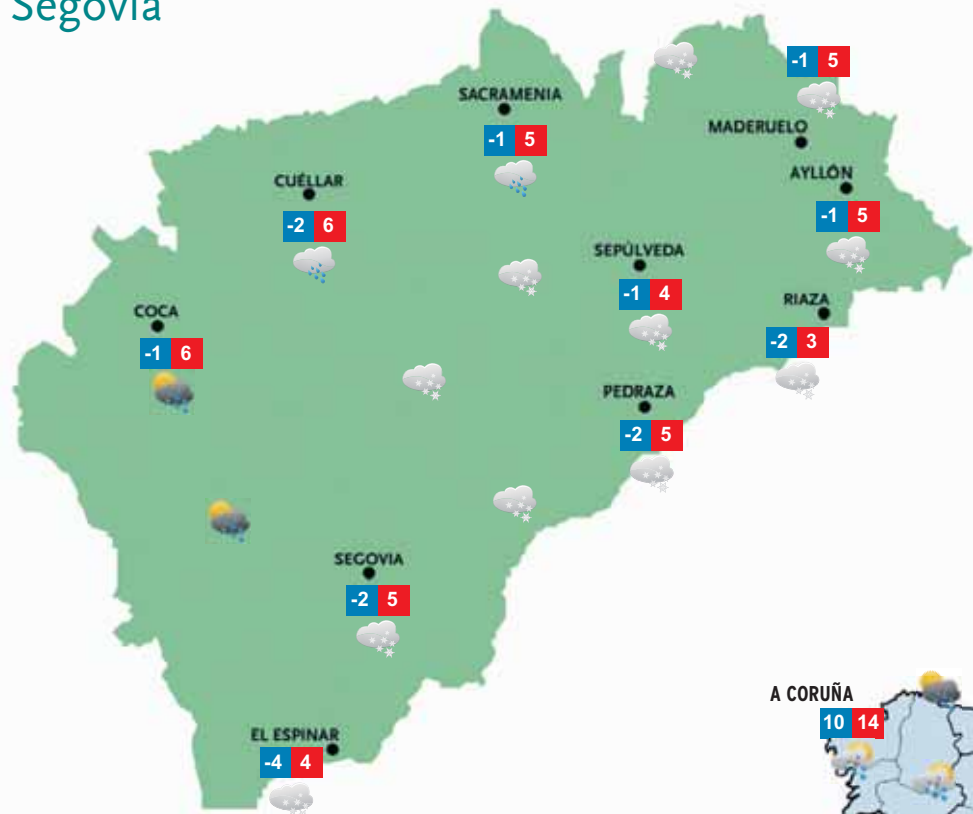 Segovia
-1 5
SACRAMENIA
-1 5
MADERUELO
AYLLÓN
-1 5
CUÉLLAR
-2 6
SEPÚLVEDA
-1 4
RIAZA
-2 3
COCA
-1 6
PEDRAZA
-2 5
SEGOVIA
-2 5
A CORUÑA
10 14
EL ESPINAR
-4 4